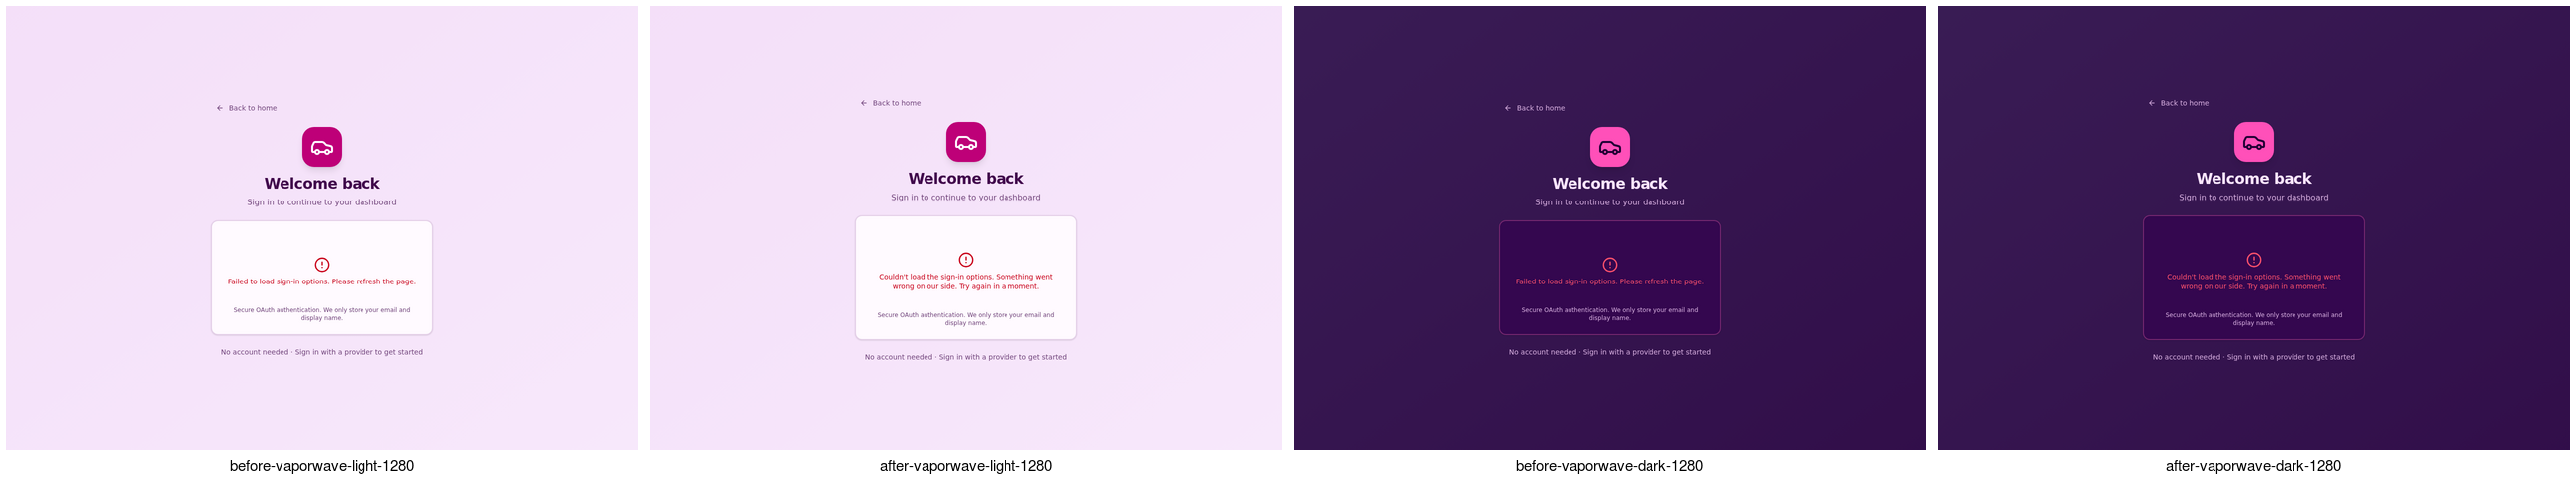 Back to home
Welcome back
Sign in to continue to your dashboard
Failed to load sign-in options. Please refresh the page.
Secure OAuth authentication. We only store your email and
display name.
No account needed · Sign in with a provider to get started
before-vaporwave-light-1280
Back to home
Welcome back
Sign in to continue to your dashboard
Couldn't load the sign-in options. Something went
wrong on our side. Try again in a moment.
Secure OAuth authentication. We only store your email and
display name.
No account needed · Sign in with a provider to get started
after-vaporwave-light-1280
Back to home
Welcome back
Sign in to continue to your dashboard
Failed to load sign-in options. Please refresh the page.
Secure OAuth authentication. We only store your email and
display name.
No account needed · Sign in with a provider to get started
before-vaporwave-dark-1280
Back to home
Welcome back
Sign in to continue to your dashboard
Couldn't load the sign-in options. Something went
wrong on our side. Try again in a moment.
Secure OAuth authentication. We only store your email and
display name.
No account needed · Sign in with a provider to get started
after-vaporwave-dark-1280